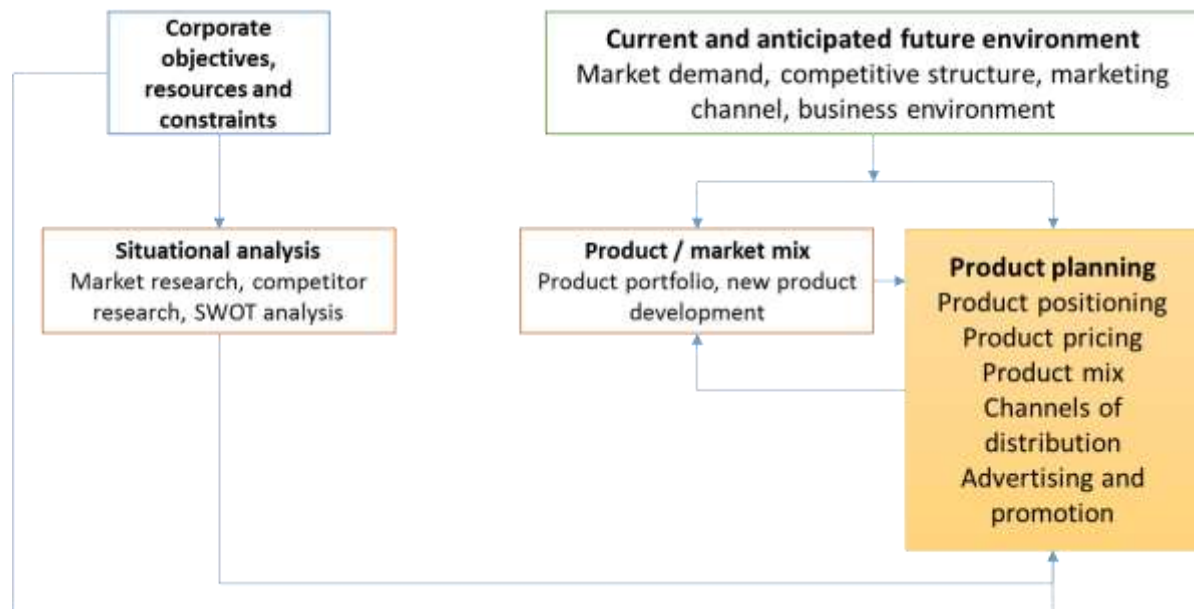 Corporate
objectives,
resources and
constraints
Current and anticipated future environment
Market demand, competitive structure, marketing
channel, business environment
Situational analysis
Market research, competitor
research, SWOT analysis
Product / market mix
Product portfolio, new product
development
Product planning
Product positioning
Product pricing
Product mix
Channels of
distribution
Advertising and
promotion